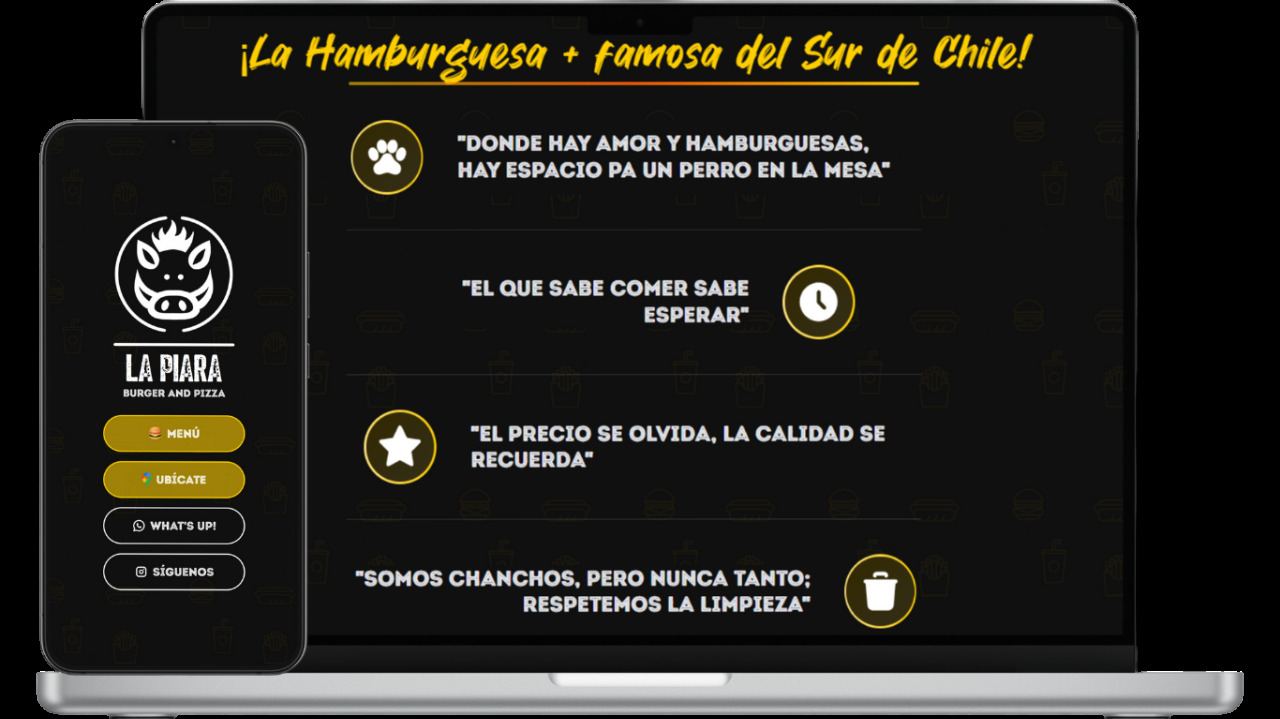 ¡La Hamburguesa + famosa del Sur de Chile!
"DONDE HAY AMOR Y HAMBURGUESAS,
HAY ESPACIO PA UN PERRO EN LA MESA"
"EL QUE SABE COMER SABE
ESPERAR"
"EL PRECIO SE OLVIDA, LA CALIDAD SE
RECUERDA"
"SOMOS CHANCHOS, PERO NUNCA TANTO;
RESPETEMOS LA LIMPIEZA"
LA PIARA
BURGER AND PIZZA
MENÚ
UBÍCATE
WHAT'S UP!
SÍGUENOS